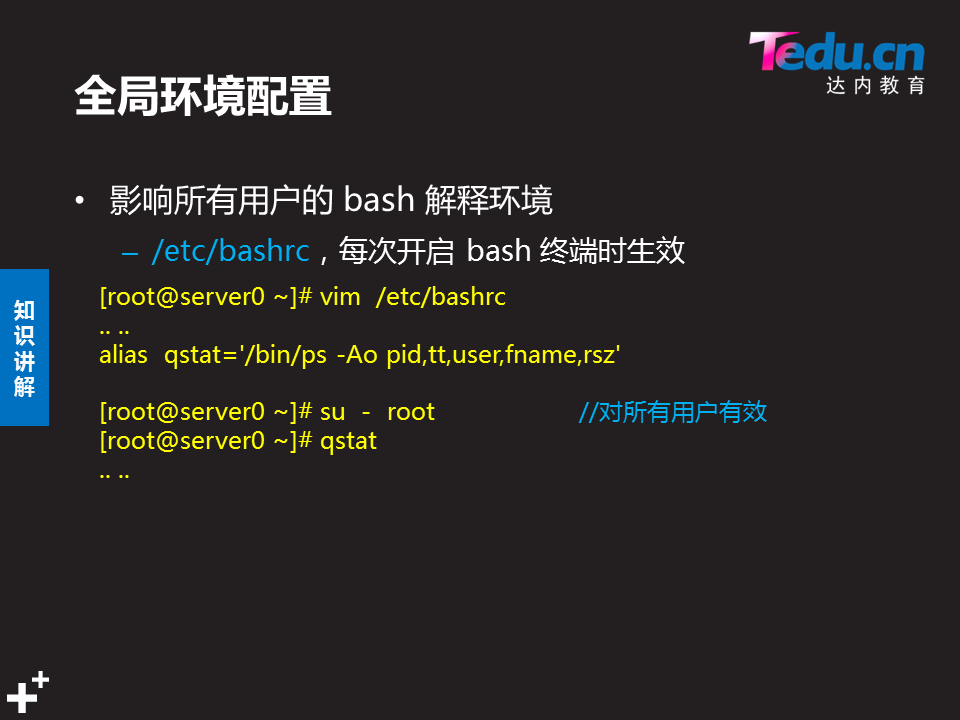 Tedu.cn
达内教育
全局环境配置
• 影响所有用户的 bash 解释环境
– /etc/bashrc，每次开启 bash 终端时生效
[root@server0 ~]# vim  /etc/bashrc
.. ..
alias  qstat='/bin/ps -Ao pid,tt,user,fname,rsz'
[root@server0 ~]# su  -  root //对所有用户有效
[root@server0 ~]# qstat
.. ..
知识讲解